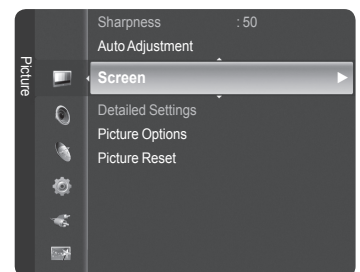 Picture
Sharpness : 50
Auto Adjustment
Screen
Detailed Settings
Picture Options
Picture Reset